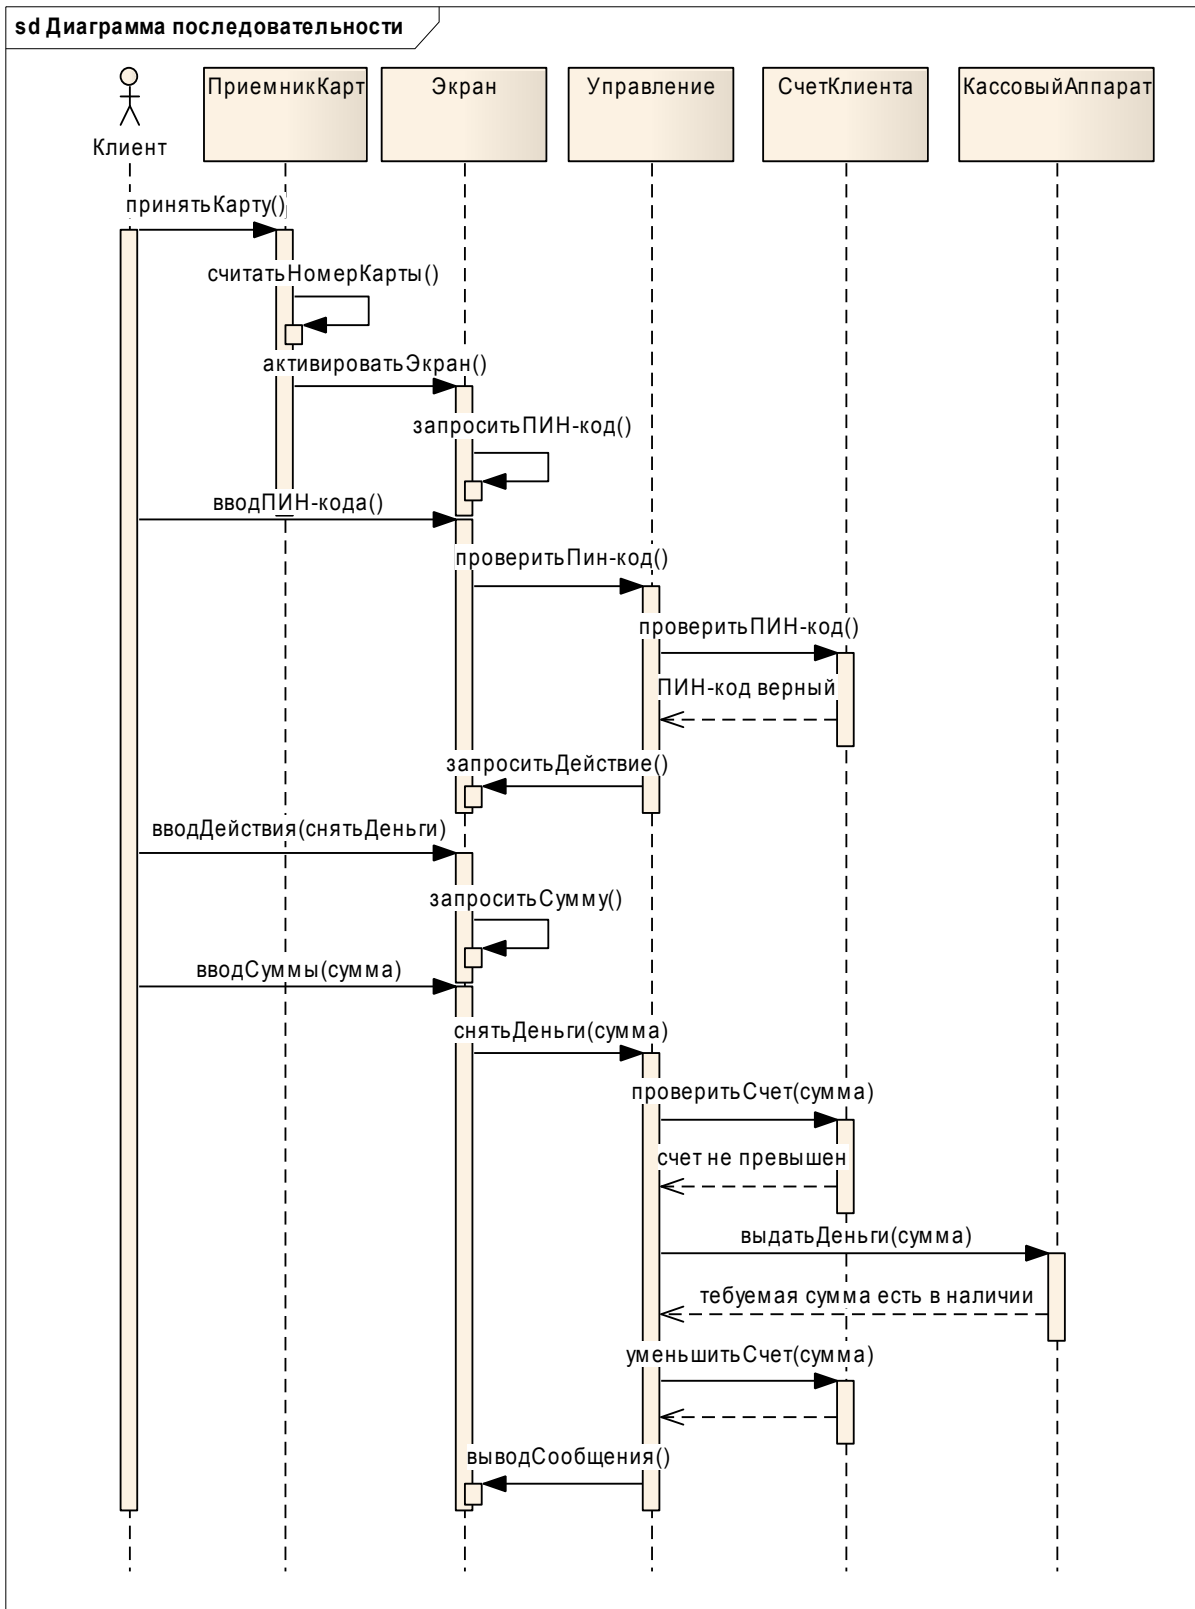 sd Диаграмма последовательности
Клиент
ПриемникКарт
Экран
Управление
СчетКлиента
КассовыйАппарат
принятьКарту()
считатьНомерКарты()
активироватьЭкран()
запроситьПИН-код()
вводПИН-кода()
проверитьПин-код()
проверитьПИН-код()
ПИН-код верный
запроситьДействие()
вводДействия(снятьДеньги)
запроситьСумму()
вводСуммы(сумма)
снятьДеньги(сумма)
проверитьСчет(сумма)
счет не превышен
выдатьДеньги(сумма)
тебуемая сумма есть в наличии
уменьшитьСчет(сумма)
выводСообщения()